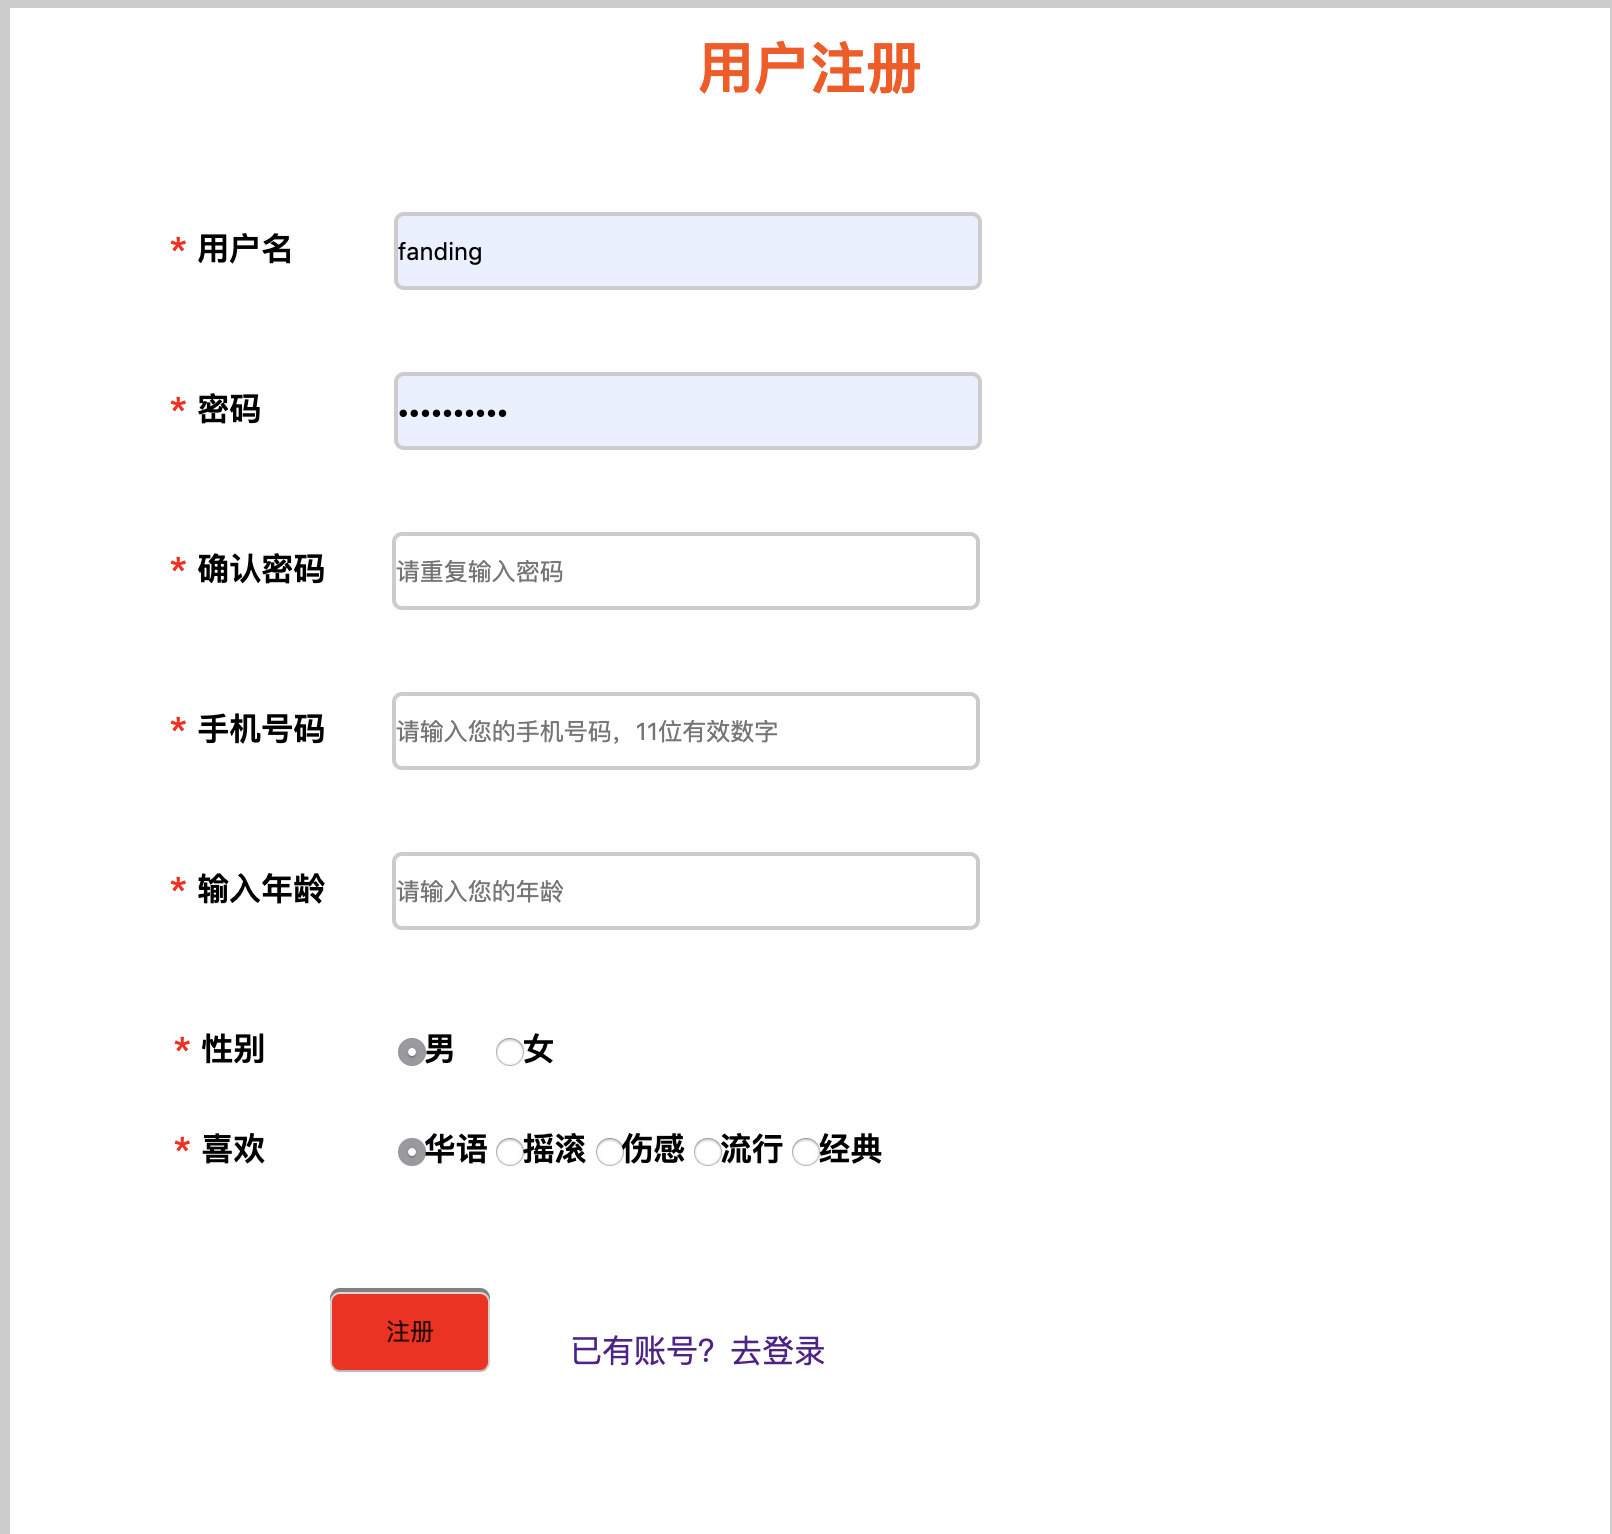 用户注册
* 用户名 fanding
* 密码 ••••••••••
* 确认密码 请重复输入密码
* 手机号码 请输入您的手机号码，11位有效数字
* 输入年龄 请输入您的年龄
* 性别 男 女
* 喜欢 华语 摇滚 伤感 流行 经典
注册 已有账号？去登录